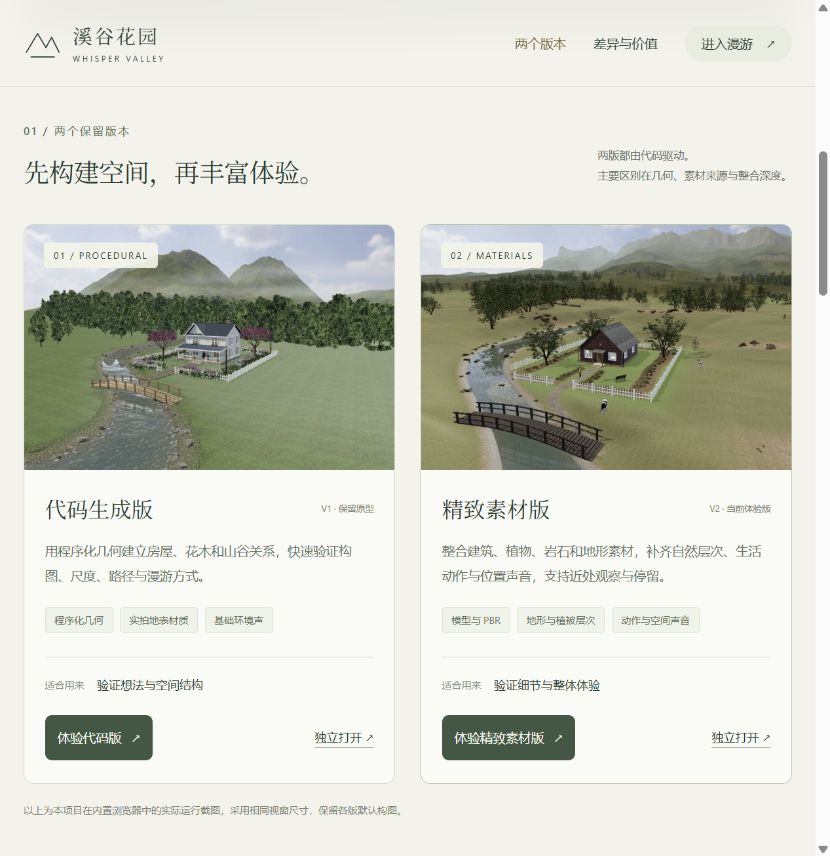 溪谷花园
WHISPER VALLEY
两个版本
差异与价值
进入漫游 ↗
01 / 两个保留版本
先构建空间，再丰富体验。
两版都由代码驱动。
主要区别在几何、素材来源与整合深度。
01 / PROCEDURAL
代码生成版
V1 · 保留原型
用程序化几何建立房屋、花木和山谷关系，快速验证构
图、尺度、路径与漫游方式。
程序化几何
实拍地表材质
基础环境声
适合用来 验证想法与空间结构
体验代码版 ↗
独立打开 ↗
02 / MATERIALS
精致素材版
V2 · 当前体验版
整合建筑、植物、岩石和地形素材，补齐自然层次、生活
动作与位置声音，支持近处观察与停留。
模型与 PBR
地形与植被层次
动作与空间声音
适合用来 验证细节与整体体验
体验精致素材版 ↗
独立打开 ↗
以上为本项目在内置浏览器中的实际运行截图，采用相同视窗尺寸，保留各版默认构图。